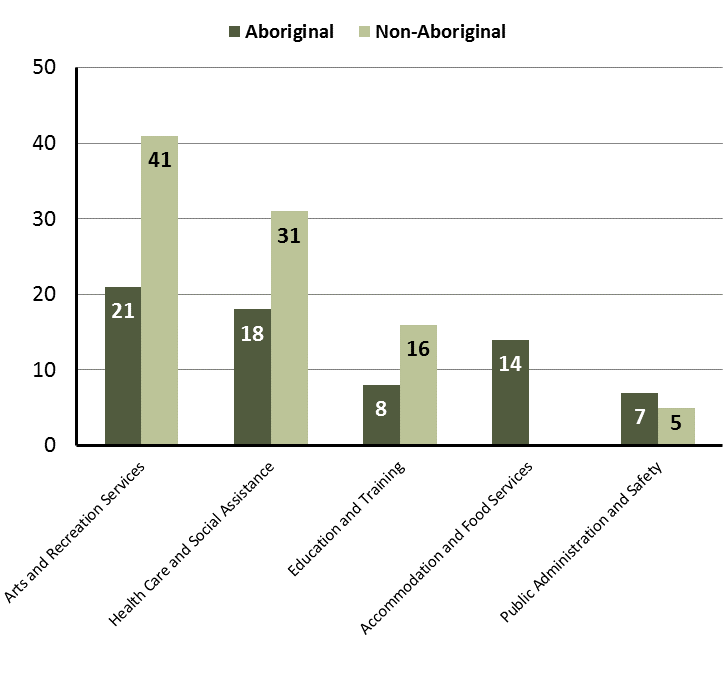 Aboriginal Non-Aboriginal
50
40
30
20
10
0
41
31
21
18
16
14
8
7
5
Arts and Recreation Services
Health Care and Social Assistance
Education and Training
Accommodation and Food Services
Public Administration and Safety